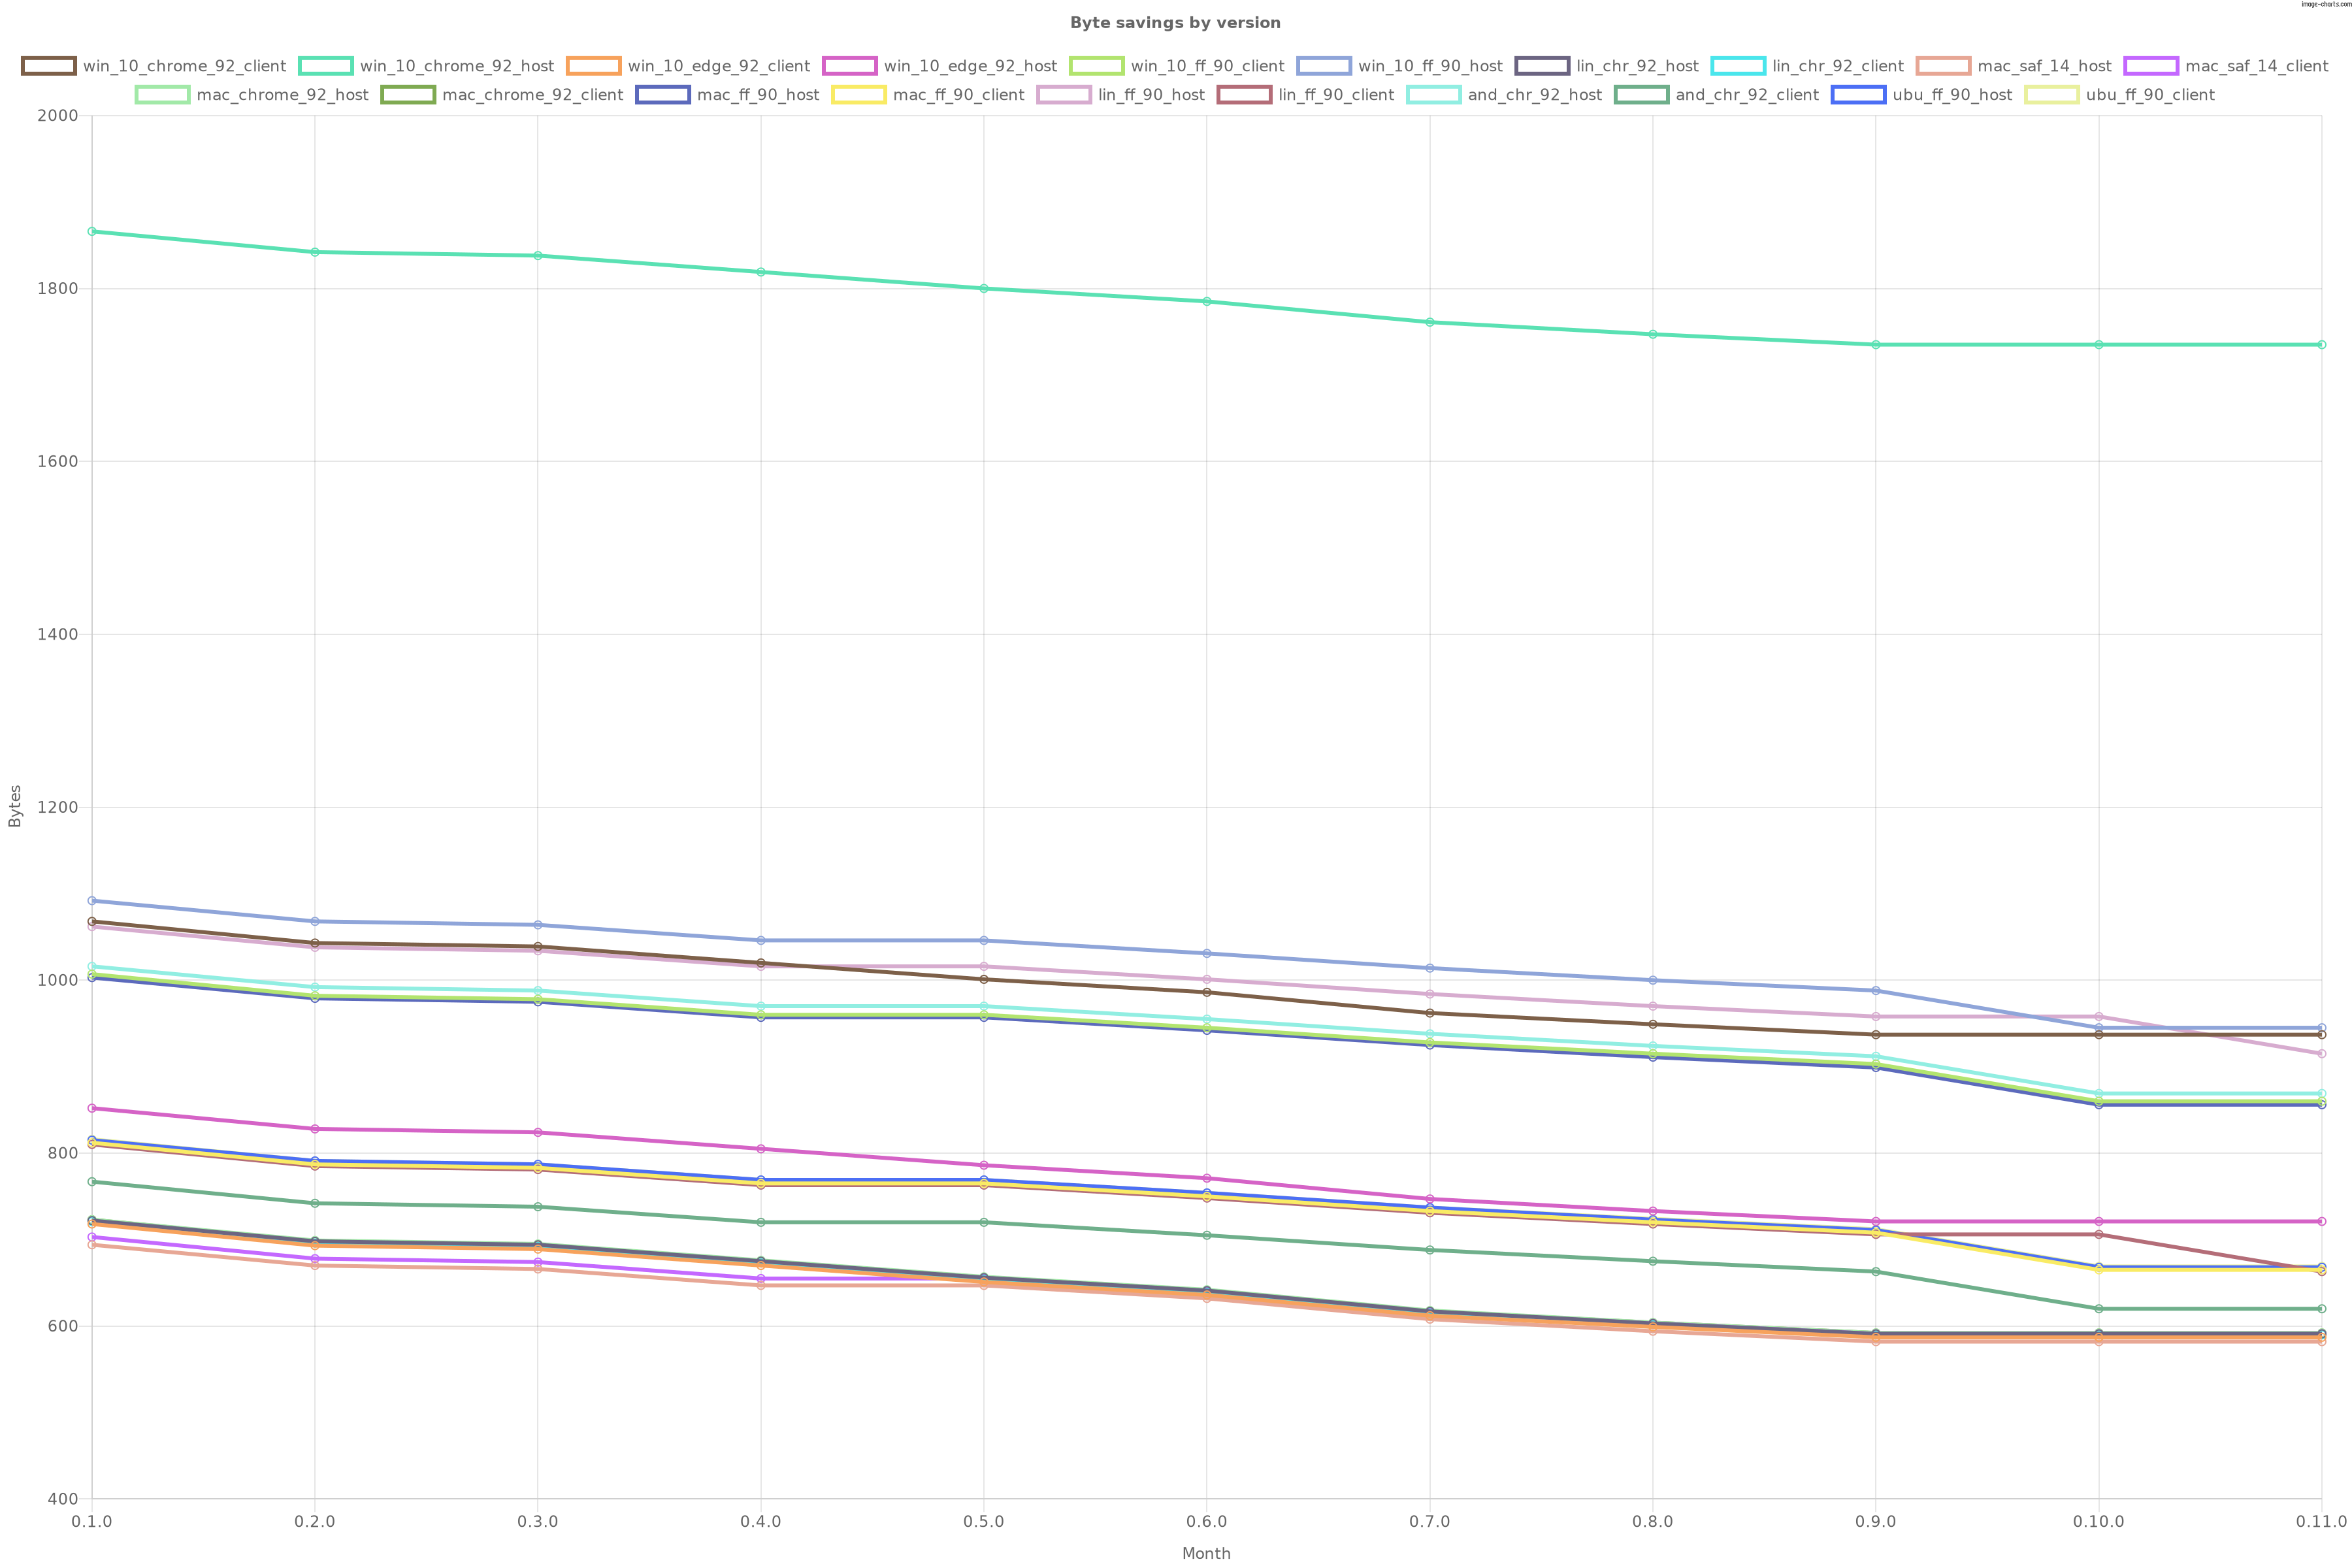 image-charts.com
Byte savings by version
win_10_chrome_92_client win_10_chrome_92_host win_10_edge_92_client win_10_edge_92_host win_10_ff_90_client win_10_ff_90_host lin_chr_92_host lin_chr_92_client mac_saf_14_host mac_saf_14_client
mac_chrome_92_host mac_chrome_92_client mac_ff_90_host mac_ff_90_client lin_ff_90_host lin_ff_90_client and_chr_92_host and_chr_92_client ubu_ff_90_host ubu_ff_90_client
2000
1800
1600
1400
1200
Bytes
1000
800
600
400
0.1.0 0.2.0 0.3.0 0.4.0 0.5.0 0.6.0 0.7.0 0.8.0 0.9.0 0.10.0 0.11.0
Month